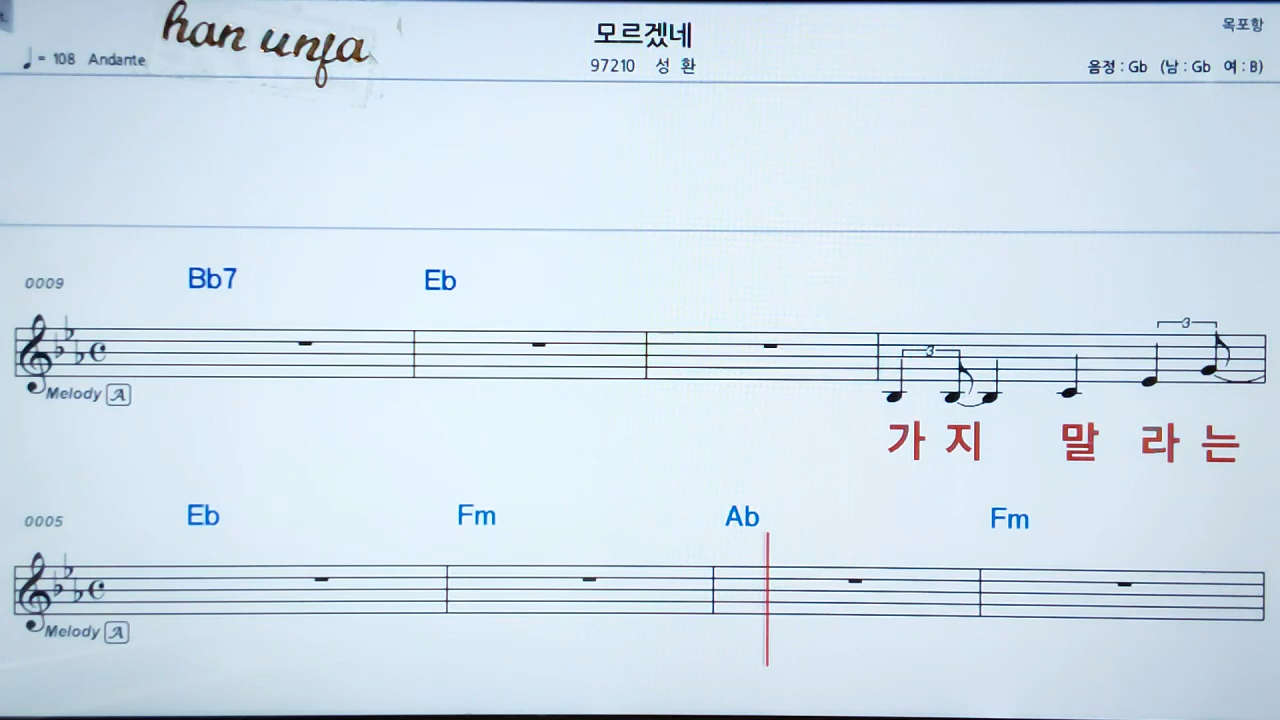 han unja
모르겠네
목포항
♩= 108 Andante
97210 성 환
음정 : Gb (남 : Gb 여 : B)
0009
Bb7 Eb
3 3
Melody A
가 지 말 라 는
0005
Eb Fm Ab Fm
Melody A